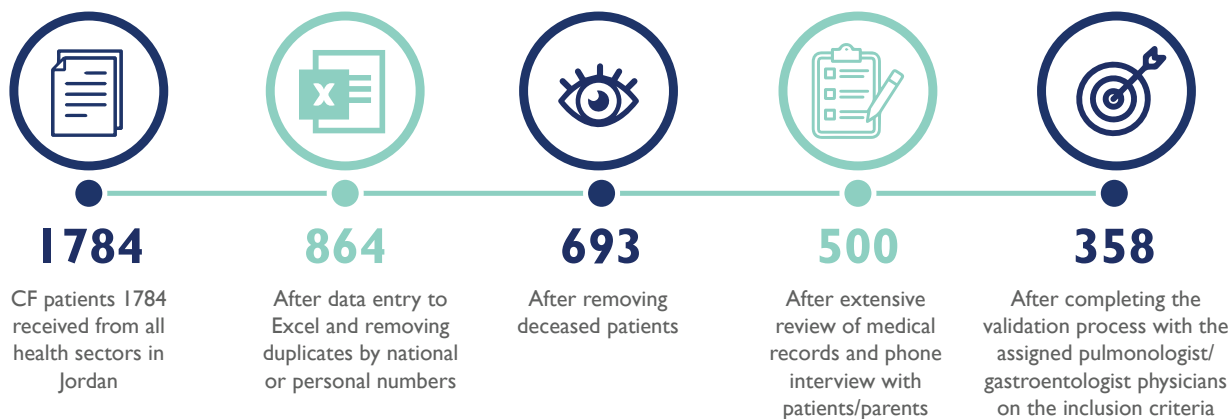 X
1784
CF patients 1784
received from all
health sectors in
Jordan
864
After data entry to
Excel and removing
duplicates by national
or personal numbers
693
After removing
deceased patients
500
After extensive
review of medical
records and phone
interview with
patients/parents
358
After completing the
validation process with the
assigned pulmonologist/
gastroentologist physicians
on the inclusion criteria